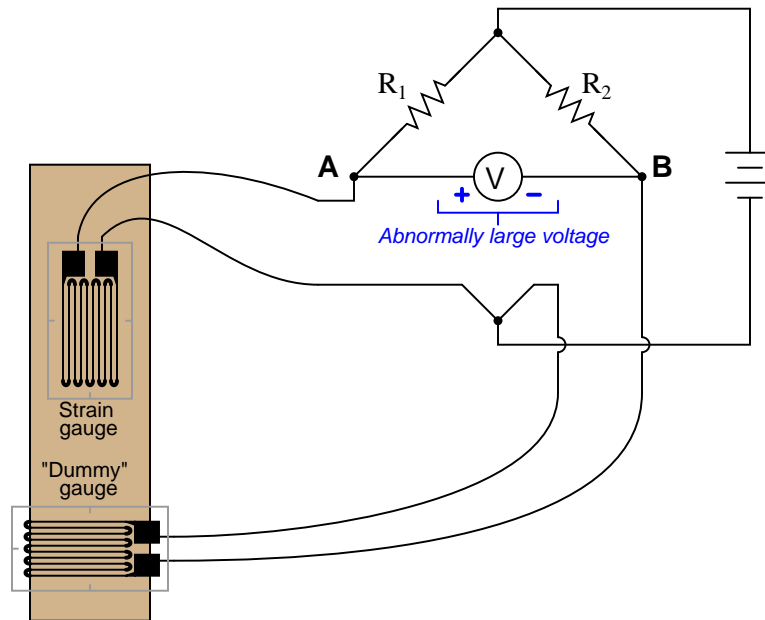 R1
R2
A
B
V
+ −
Abnormally large voltage
Strain
gauge
"Dummy"
gauge